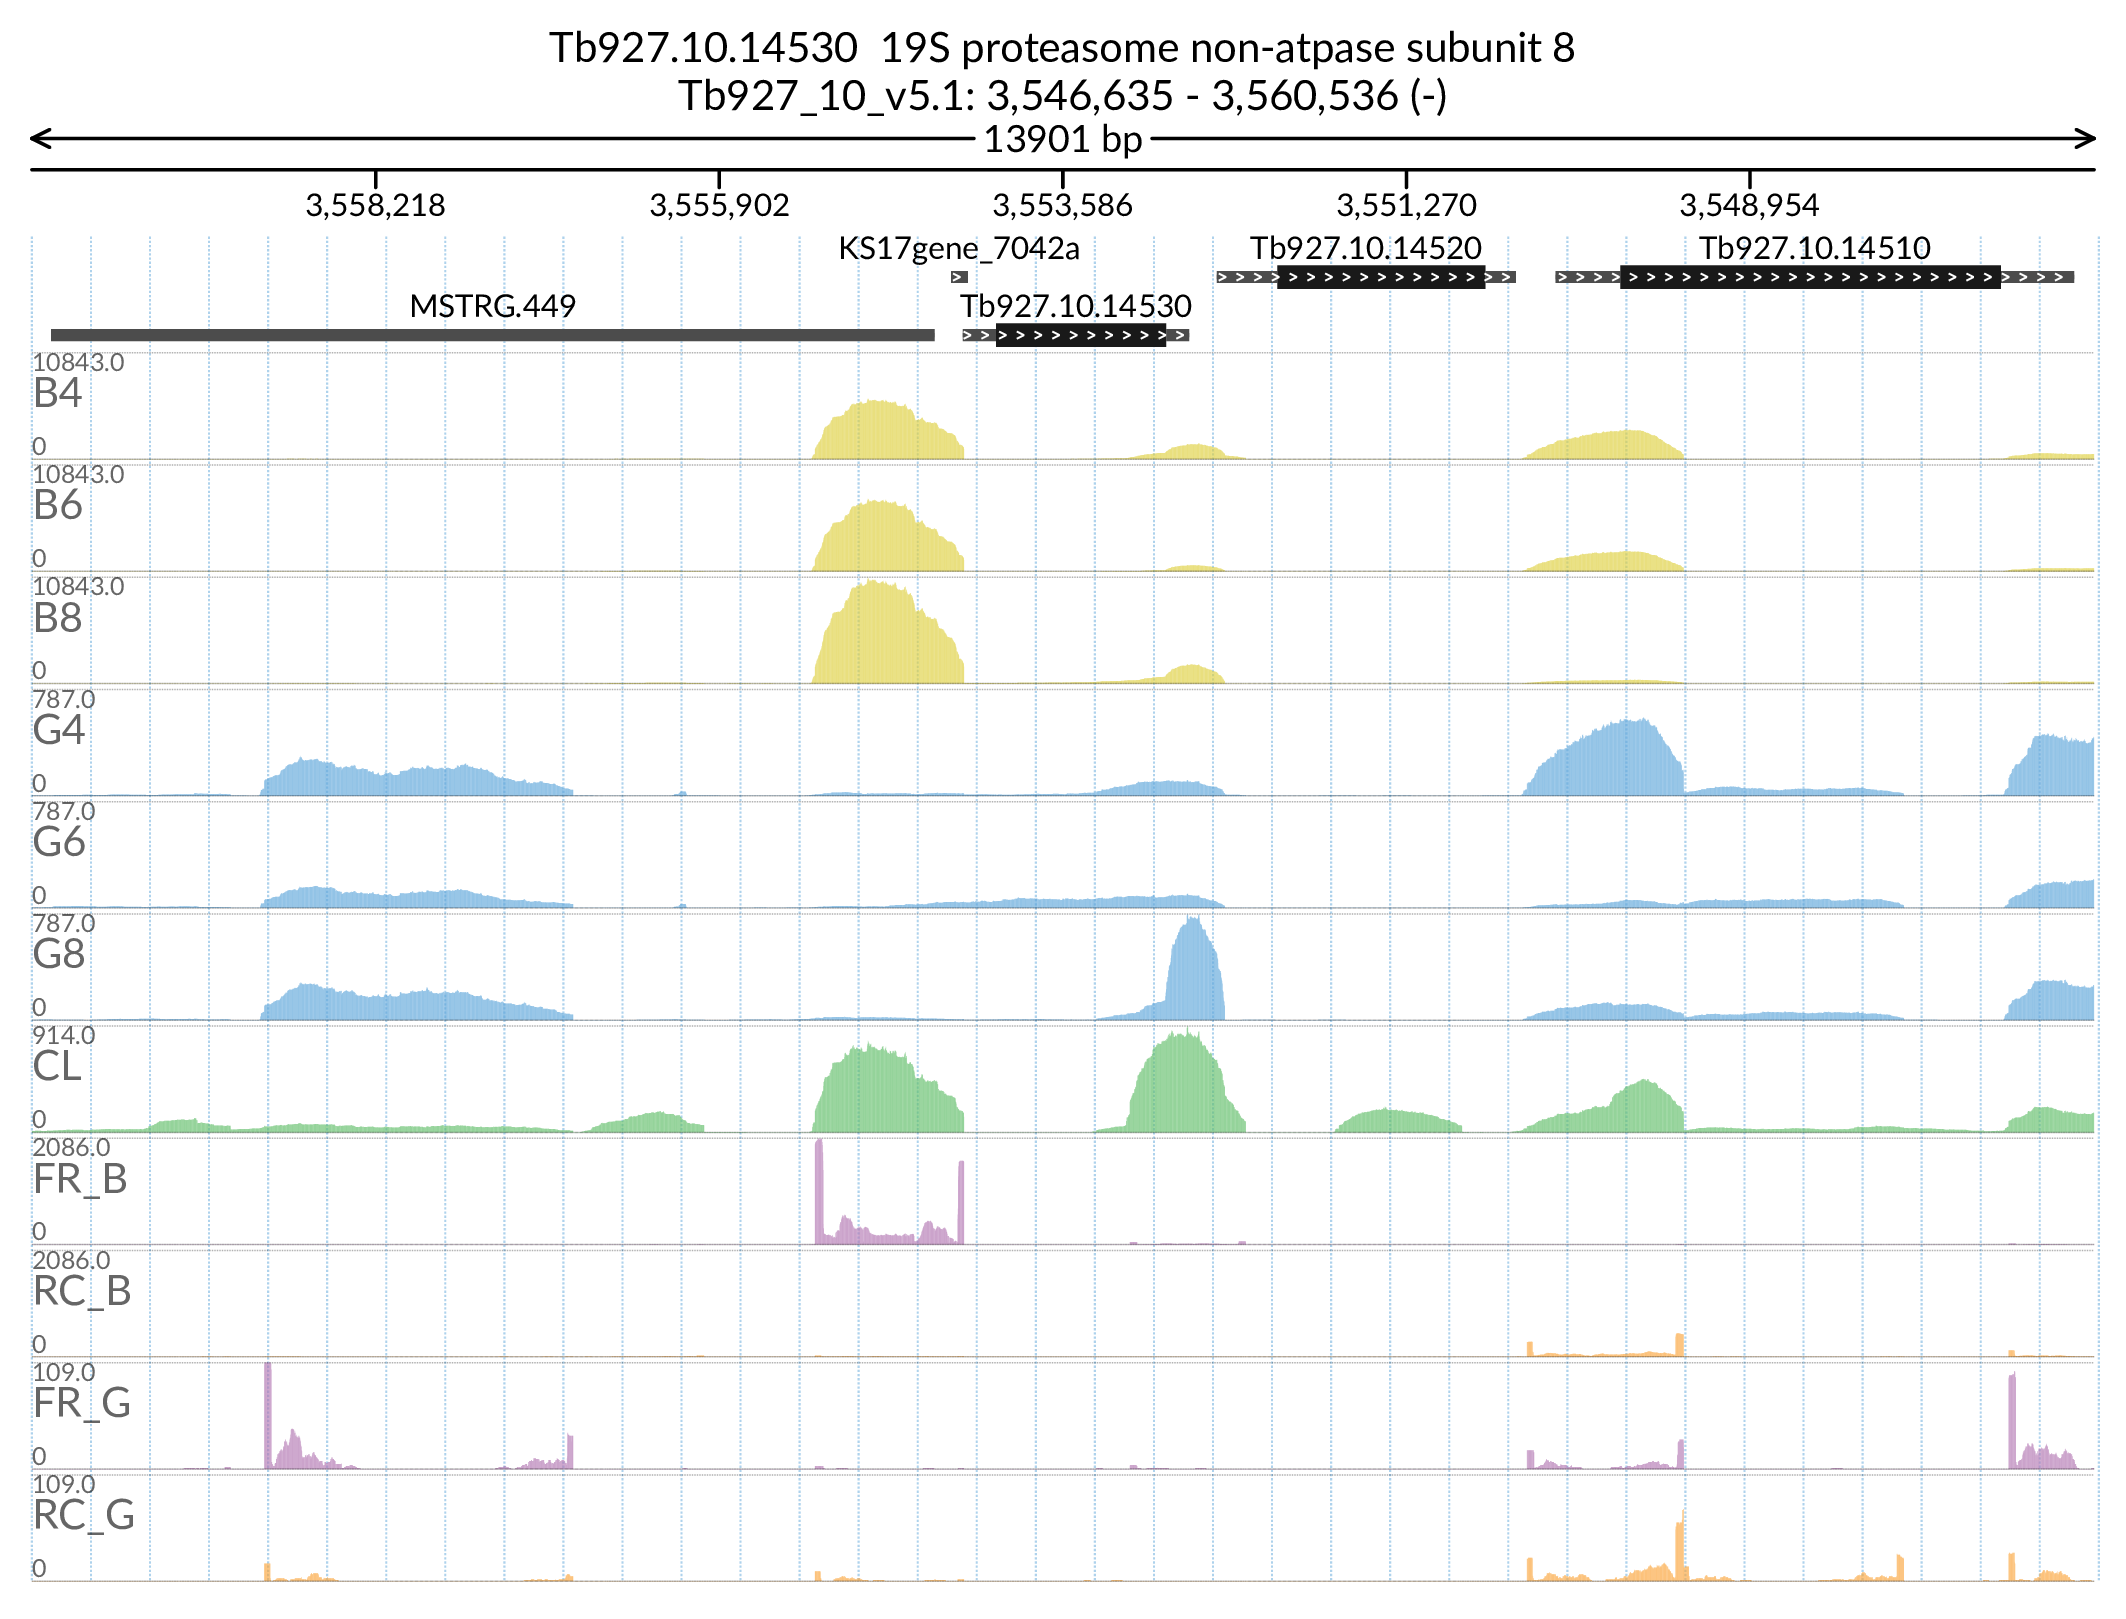 Tb927.10.14530  19S proteasome non-atpase subunit 8
Tb927_10_v5.1: 3,546,635 - 3,560,536 (-)
13901 bp
3,558,218 3,555,902 3,553,586 3,551,270 3,548,954
KS17gene_7042a Tb927.10.14520 Tb927.10.14510
MSTRG.449 Tb927.10.14530
10843.0
B4
0
10843.0
B6
0
10843.0
B8
0
787.0
G4
0
787.0
G6
0
787.0
G8
0
914.0
CL
0
2086.0
FR_B
0
2086.0
RC_B
0
109.0
FR_G
0
109.0
RC_G
0